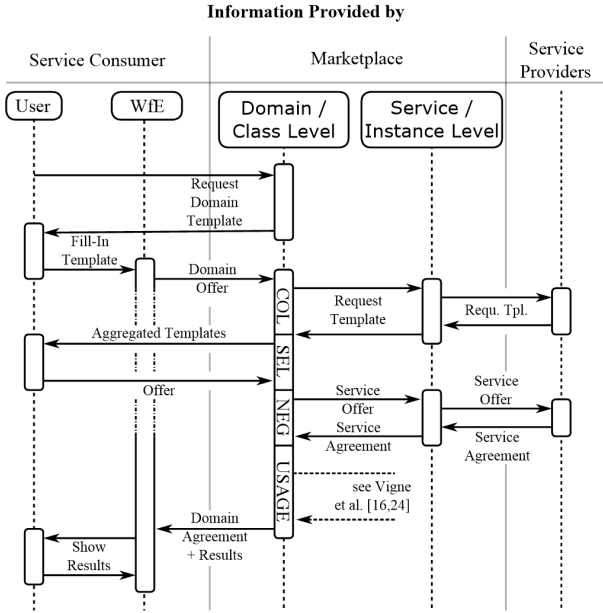 Information Provided by
Service Consumer
Marketplace
Service
Providers
User
WfE
Domain /
Class Level
Service /
Instance Level
Request
Domain
Template
Fill-In
Template
Domain
Offer
COL
Request
Template
Requ. Tpl.
Aggregated Templates
SEL
Offer
NEG
Service
Offer
Service
Agreement
Service
Offer
Service
Agreement
USAGE
see Vigne
et al. [16,24]
Domain
Agreement
+ Results
Show
Results